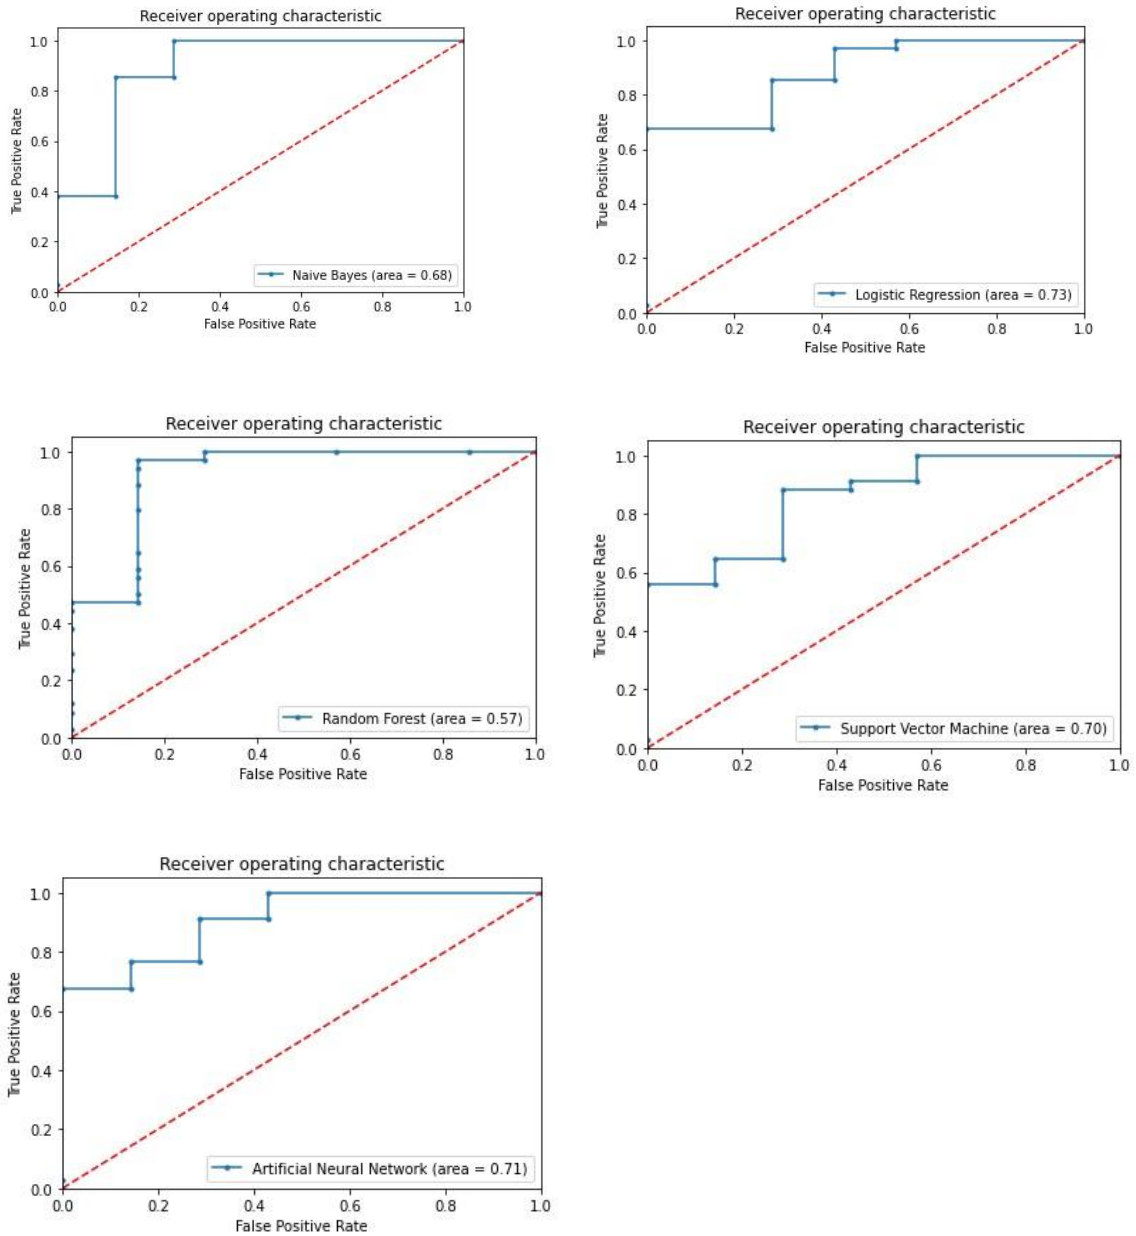 Receiver operating characteristic
1.0
0.8
0.6
0.4
0.2
0.0
True Positive Rate
Naive Bayes (area = 0.68)
0.0 0.2 0.4 0.6 0.8 1.0
False Positive Rate
Receiver operating characteristic
1.0
0.8
0.6
0.4
0.2
0.0
True Positive Rate
Logistic Regression (area = 0.73)
0.0 0.2 0.4 0.6 0.8 1.0
False Positive Rate
Receiver operating characteristic
1.0
0.8
0.6
0.4
0.2
0.0
True Positive Rate
Random Forest (area = 0.57)
0.0 0.2 0.4 0.6 0.8 1.0
False Positive Rate
Receiver operating characteristic
1.0
0.8
0.6
0.4
0.2
0.0
True Positive Rate
Support Vector Machine (area = 0.70)
0.0 0.2 0.4 0.6 0.8 1.0
False Positive Rate
Receiver operating characteristic
1.0
0.8
0.6
0.4
0.2
0.0
True Positive Rate
Artificial Neural Network (area = 0.71)
0.0 0.2 0.4 0.6 0.8 1.0
False Positive Rate